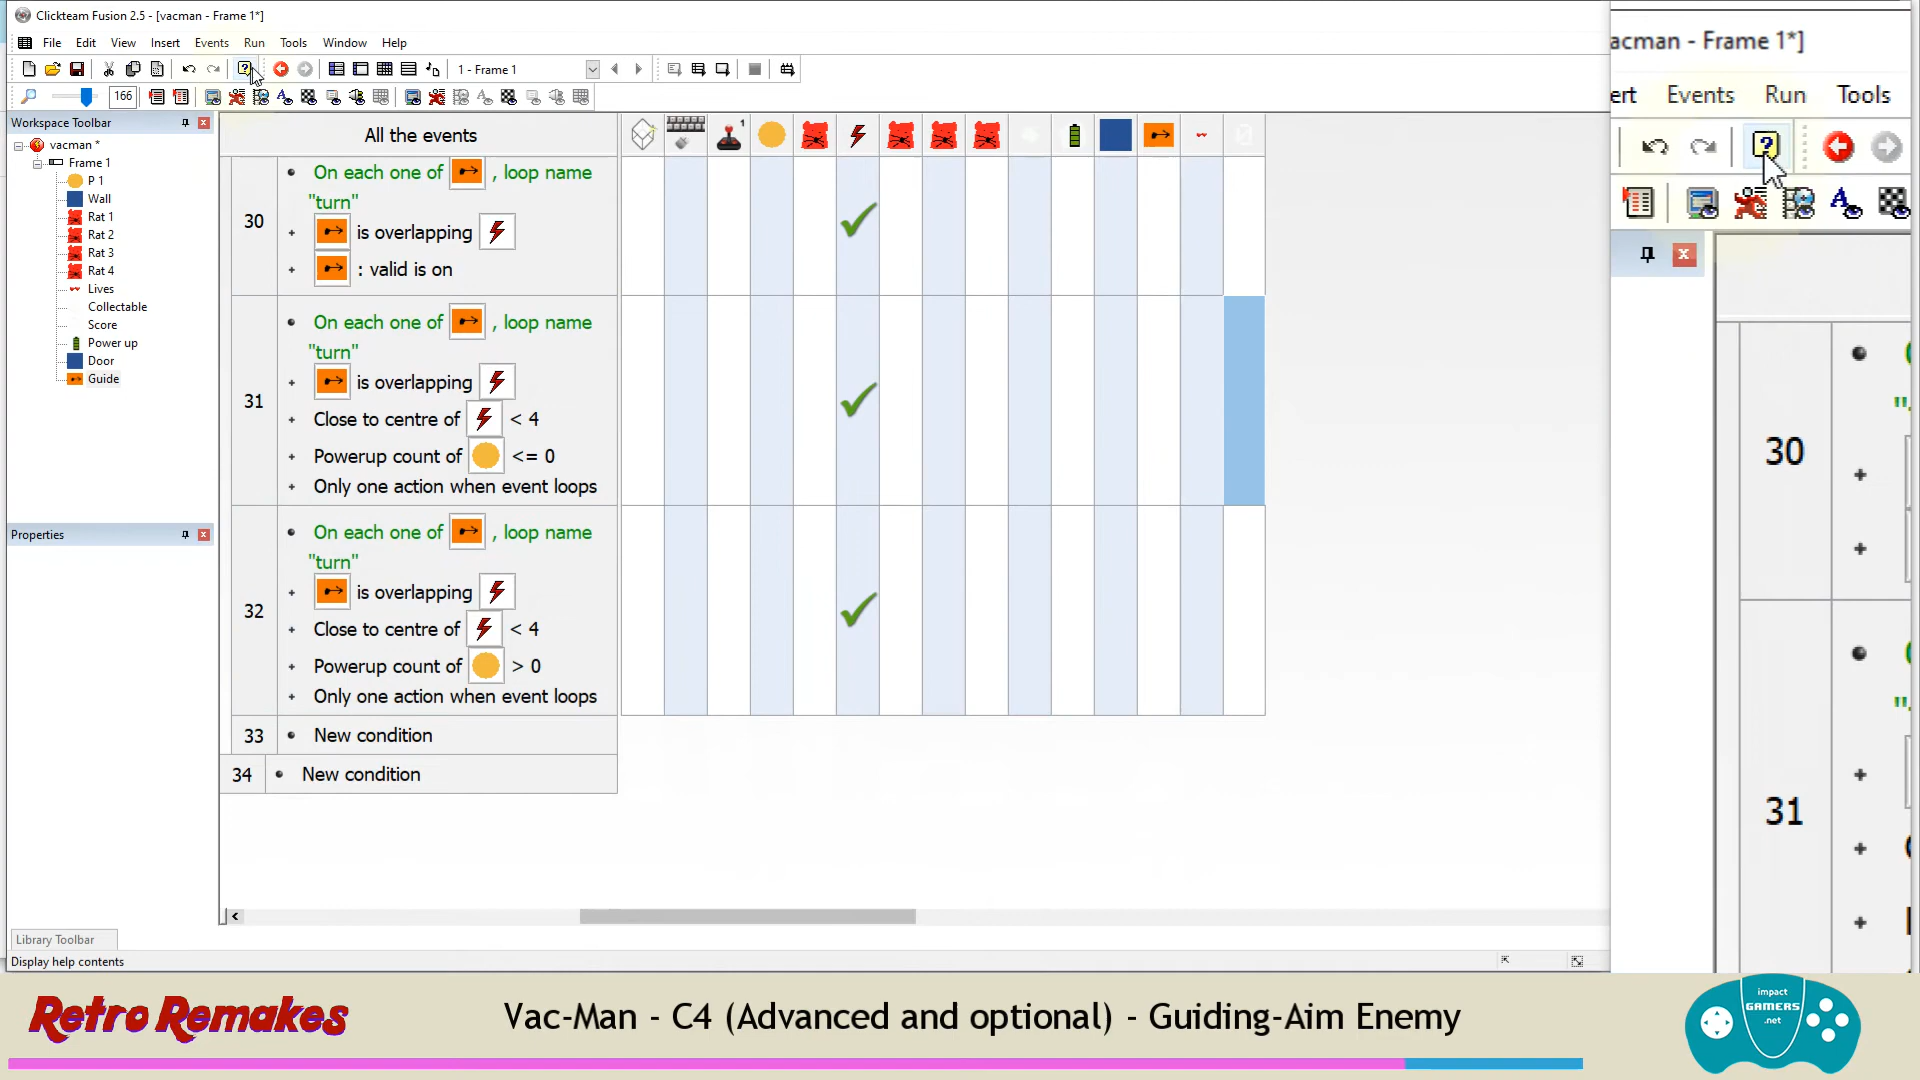 Clickteam Fusion 2.5 - [vacman - Frame 1*]
File Edit View Insert Events Run Tools Window Help
1 - Frame 1
166
Workspace Toolbar
vacman *
Frame 1
P 1
Wall
Rat 1
Rat 2
Rat 3
Rat 4
Lives
Collectable
Score
Power up
Door
Guide
Properties
Library Toolbar
Display help contents
All the events
1
30
On each one of , loop name
"turn"
is overlapping
: valid is on
31
On each one of , loop name
"turn"
is overlapping
Close to centre of < 4
Powerup count of <= 0
Only one action when event loops
32
On each one of , loop name
"turn"
is overlapping
Close to centre of < 4
Powerup count of > 0
Only one action when event loops
33 New condition
34 New condition
acman - Frame 1*]
ert Events Run Tools
30
31
Retro Remakes
Vac-Man - C4 (Advanced and optional) - Guiding-Aim Enemy
impact
GAMERS
.net